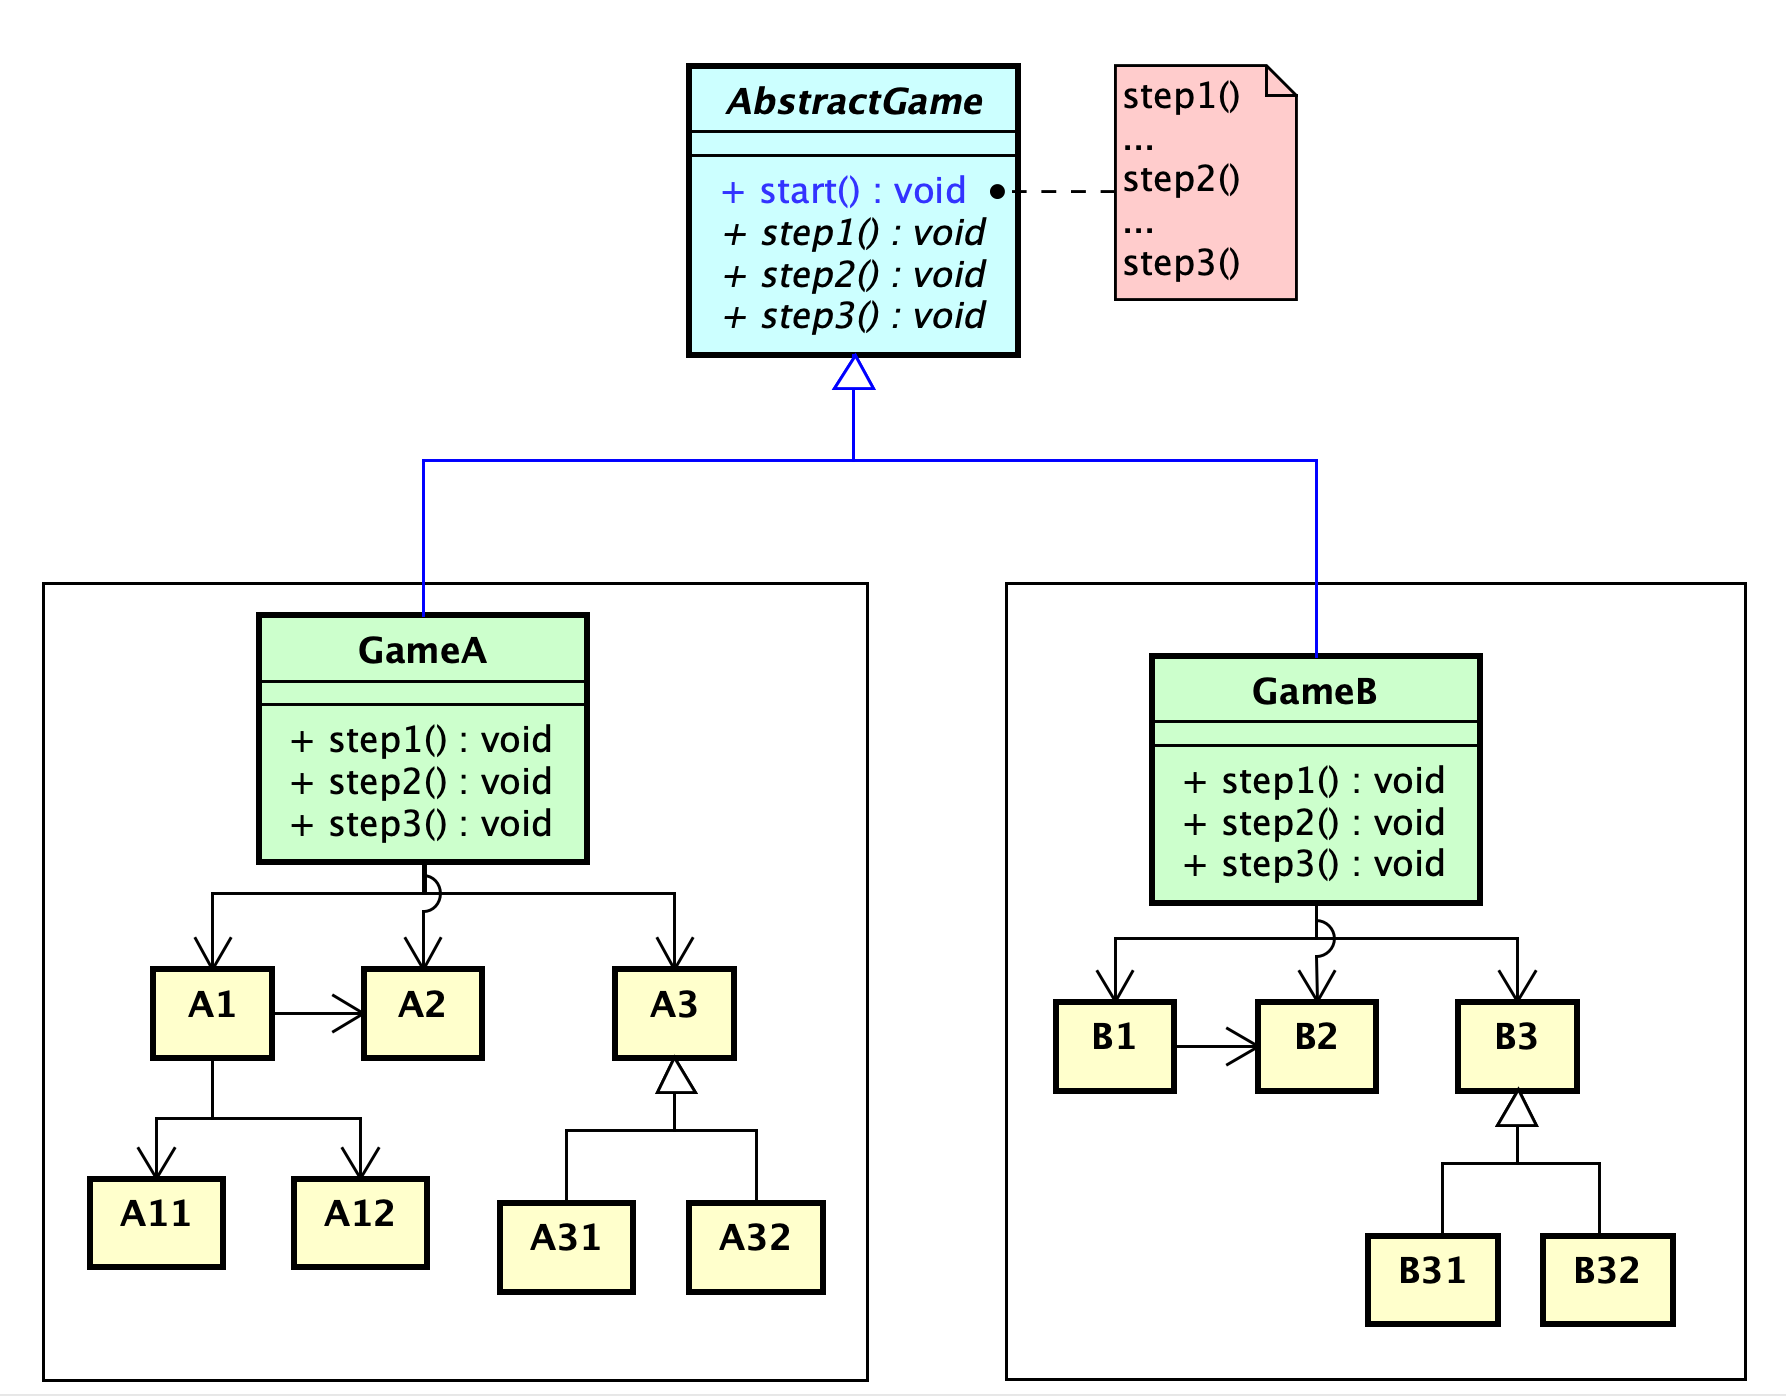 AbstractGame
+ start() : void
+ step1() : void
+ step2() : void
+ step3() : void
step1()
...
step2()
...
step3()
GameA
+ step1() : void
+ step2() : void
+ step3() : void
GameB
+ step1() : void
+ step2() : void
+ step3() : void
A1
A2
A3
B1
B2
B3
A11
A12
A31
A32
B31
B32